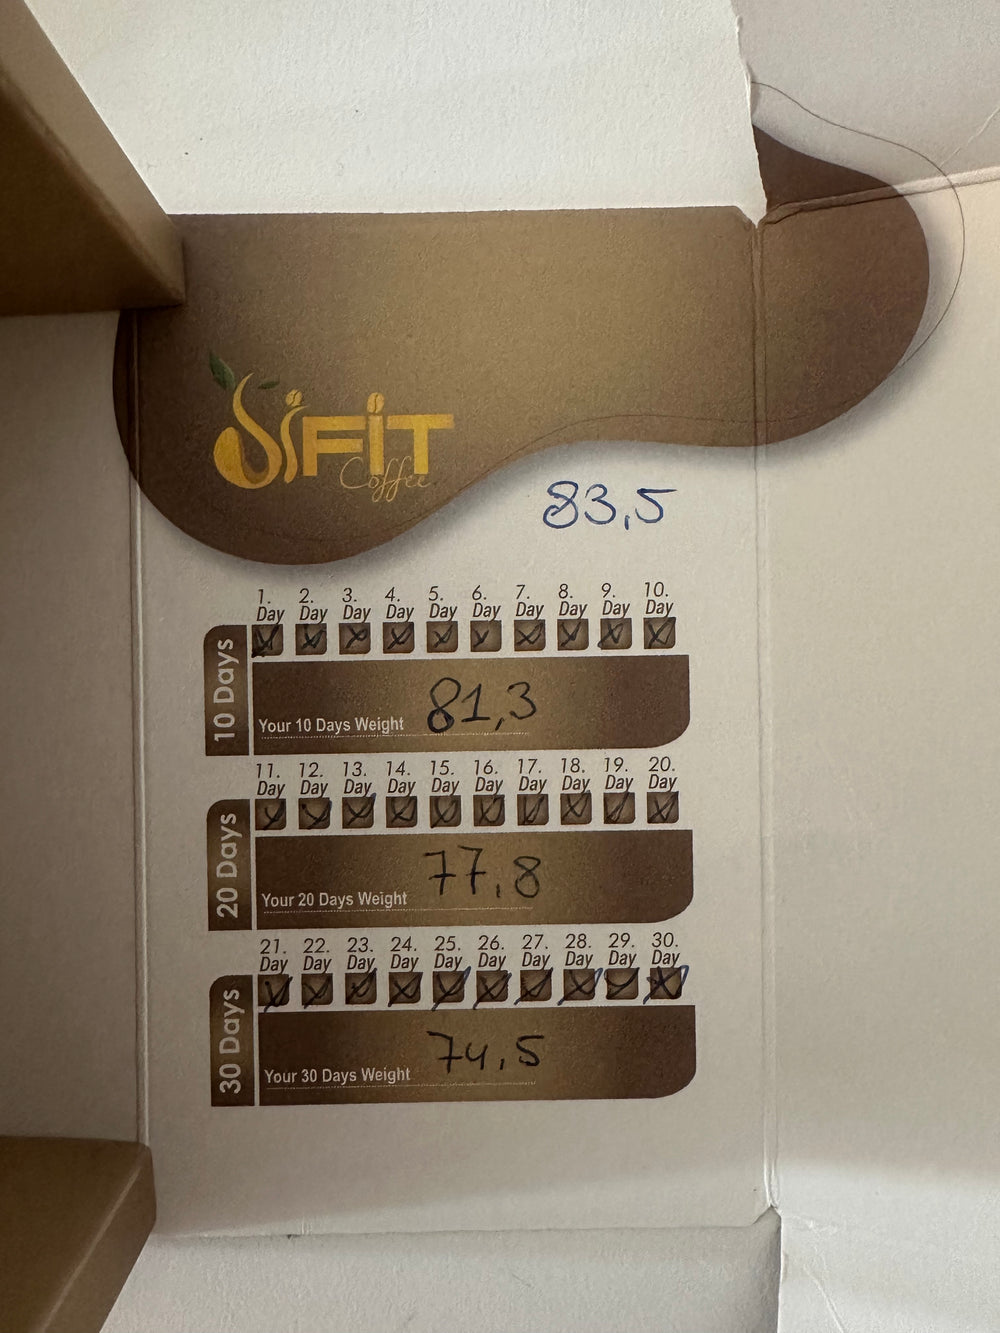 SiFiT
Coffee
83,5
1. 2. 3. 4. 5. 6. 7. 8. 9. 10.
Day Day Day Day Day Day Day Day Day Day
10 Days
Your 10 Days Weight 81,3
11. 12. 13. 14. 15. 16. 17. 18. 19. 20.
Day Day Day Day Day Day Day Day Day Day
20 Days
Your 20 Days Weight 77,8
21. 22. 23. 24. 25. 26. 27. 28. 29. 30.
Day Day Day Day Day Day Day Day Day Day
30 Days
Your 30 Days Weight 74,5